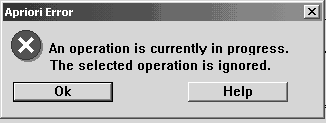 Apriori Error
An operation is currently in progress.
The selected operation is ignored.
Ok
Help